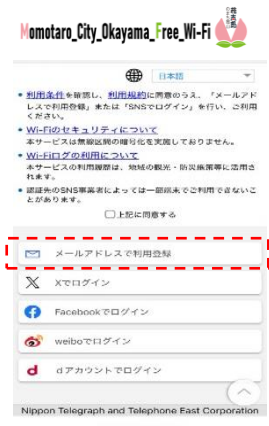 Momotaro_City_Okayama_Free_Wi-Fi
日本語
• 利用条件を確認し、利用規約に同意のうえ、「メールアド
レスで利用登録」または「SNSでログイン」を行い、ご利用
ください。
• Wi-Fiのセキュリティについて
本サービスは無線区間の暗号化を実施しておりません。
• Wi-Fiログの利用について
本サービスの利用履歴は、地域の観光・防災施策等に活用さ
れます。
• 認証先のSNS事業者によっては一部端末でご利用できないこ
とがあります。
上記に同意する
メールアドレスで利用登録
Xでログイン
Facebookでログイン
weiboでログイン
d dアカウントでログイン
Nippon Telegraph and Telephone East Corporation